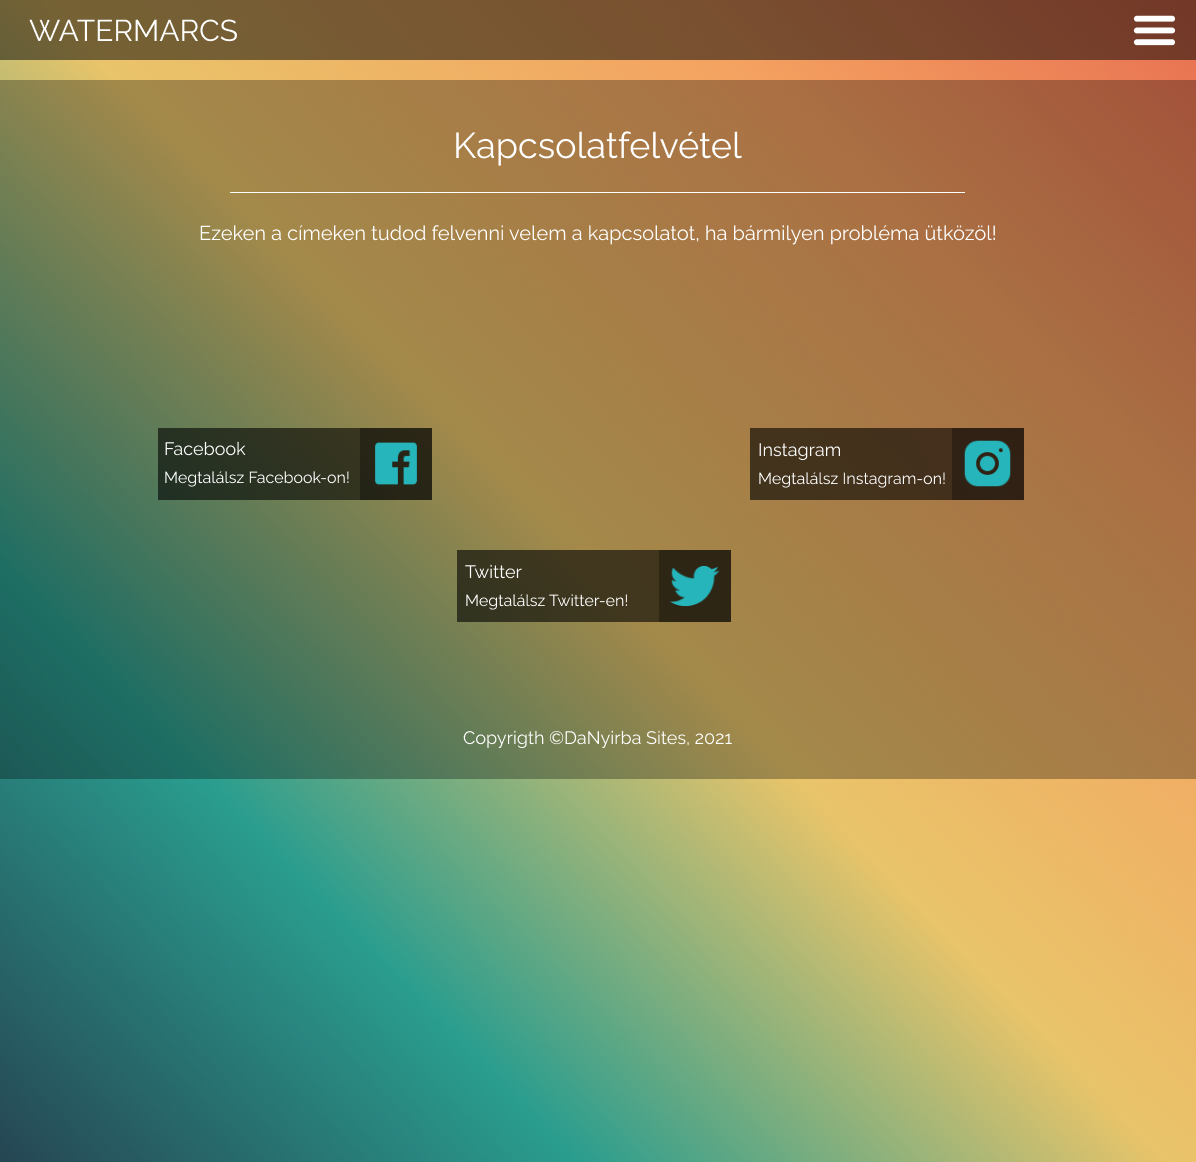 WATERMARCS
Kapcsolatfelvétel
Ezeken a címeken tudod felvenni velem a kapcsolatot, ha bármilyen probléma ütközöl!
Facebook
Megtalálsz Facebook-on!
Instagram
Megtalálsz Instagram-on!
Twitter
Megtalálsz Twitter-en!
Copyrigth ©DaNyirba Sites, 2021